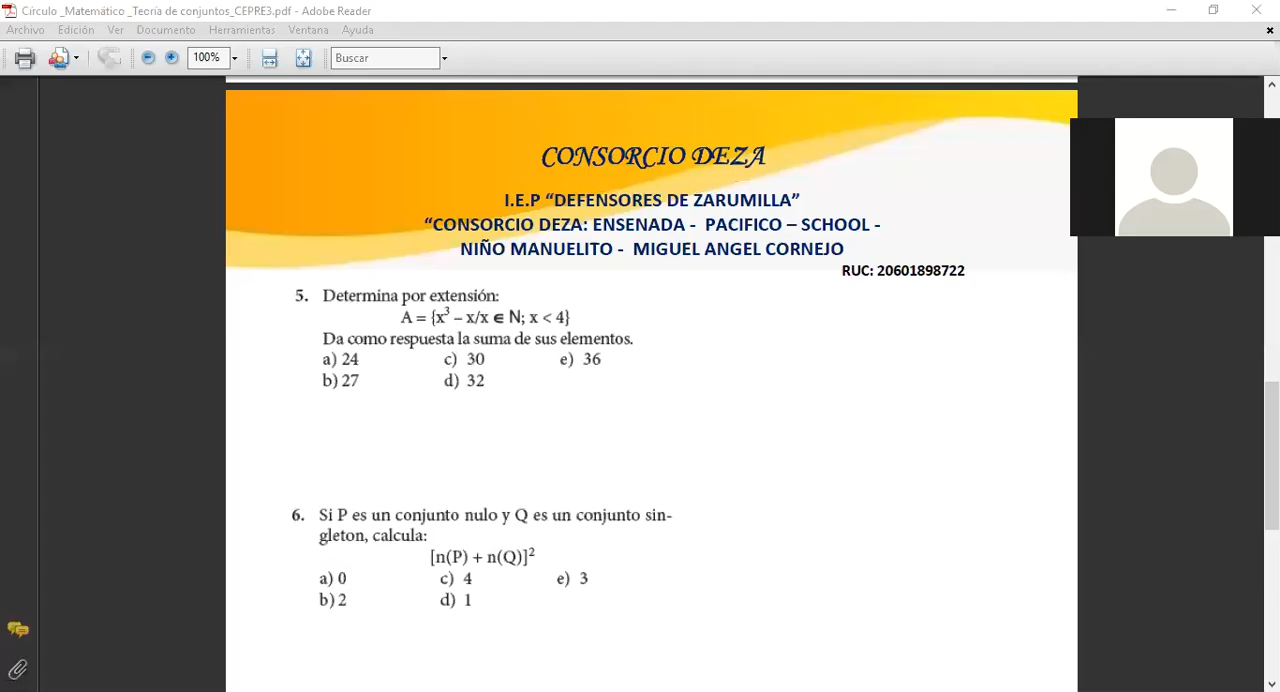 Círculo _Matemático _Teoría de conjuntos_CEPRE3.pdf - Adobe Reader
Archivo Edición Ver Documento Herramientas Ventana Ayuda
100% Buscar
CONSORCIO DEZA
I.E.P “DEFENSORES DE ZARUMILLA”
“CONSORCIO DEZA: ENSENADA - PACIFICO – SCHOOL -
NIÑO MANUELITO - MIGUEL ANGEL CORNEJO
RUC: 20601898722
5. Determina por extensión:
A = {x³ – x/x ∈ N; x < 4}
Da como respuesta la suma de sus elementos.
a) 24 c) 30 e) 36
b) 27 d) 32
6. Si P es un conjunto nulo y Q es un conjunto sin-
gleton, calcula:
[n(P) + n(Q)]²
a) 0 c) 4 e) 3
b) 2 d) 1